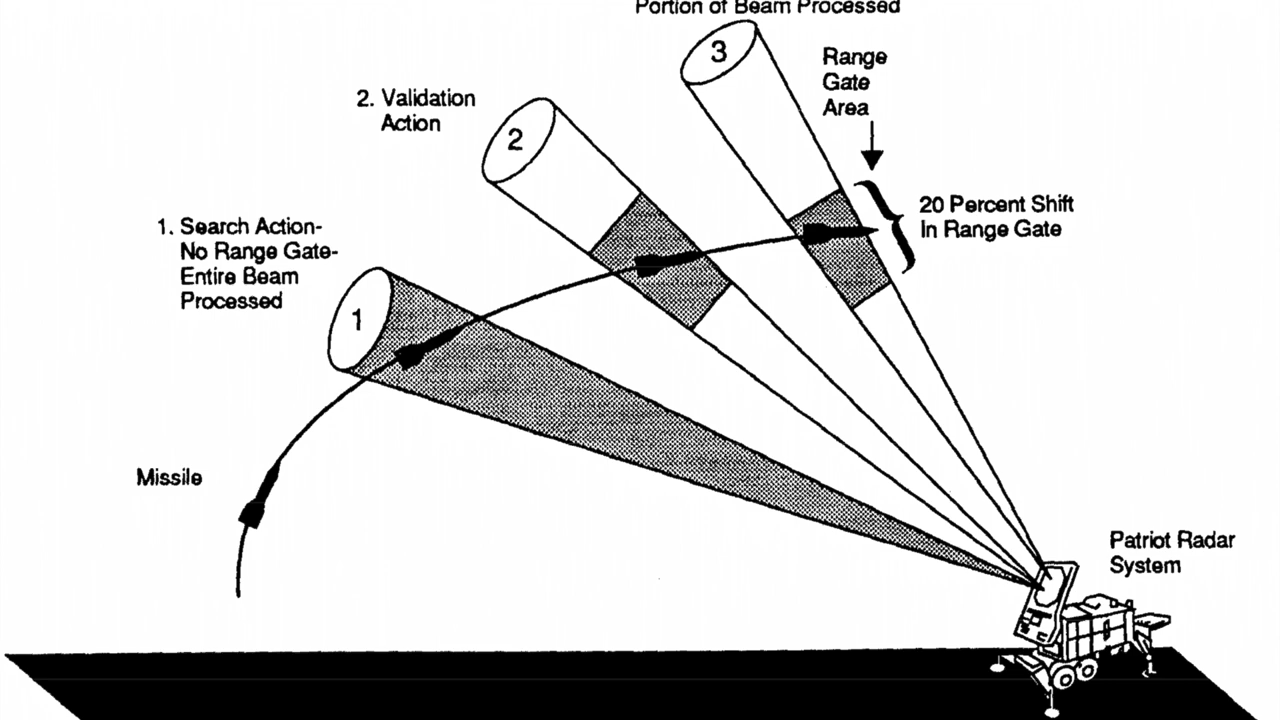 Portion of Beam Processed
3
Range
Gate
Area
2. Validation
Action
2
20 Percent Shift
In Range Gate
1. Search Action-
No Range Gate-
Entire Beam
Processed
1
Missile
Patriot Radar
System